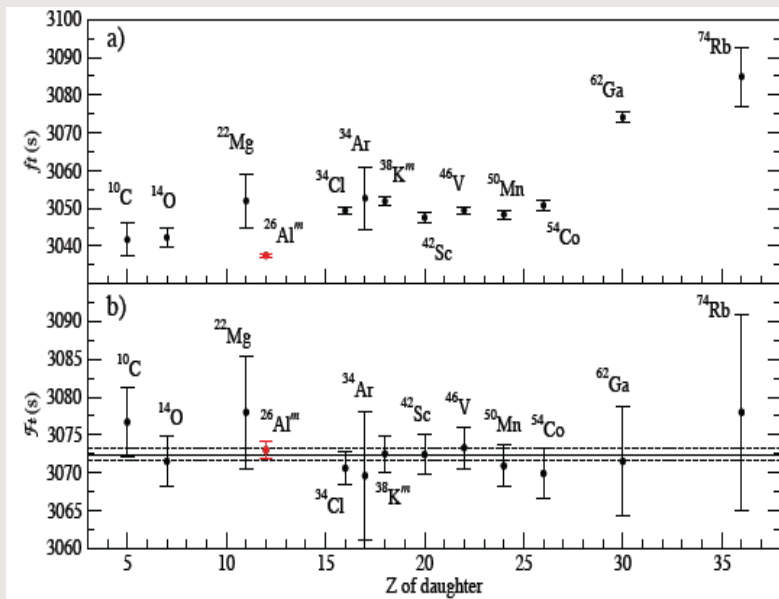 a)
ft (s)
3100
3090
3080
3070
3060
3050
3040
¹⁰C
¹⁴O
²²Mg
²⁶Alᵐ
³⁴Cl
³⁴Ar
³⁸Kᵐ
⁴²Sc
⁴⁶V
⁵⁰Mn
⁵⁴Co
⁶²Ga
⁷⁴Rb
b)
ℱt (s)
3090
3085
3080
3075
3070
3065
3060
¹⁰C
¹⁴O
²²Mg
²⁶Alᵐ
³⁴Cl
³⁴Ar
³⁸Kᵐ
⁴²Sc
⁴⁶V
⁵⁰Mn
⁵⁴Co
⁶²Ga
⁷⁴Rb
5 10 15 20 25 30 35
Z of daughter